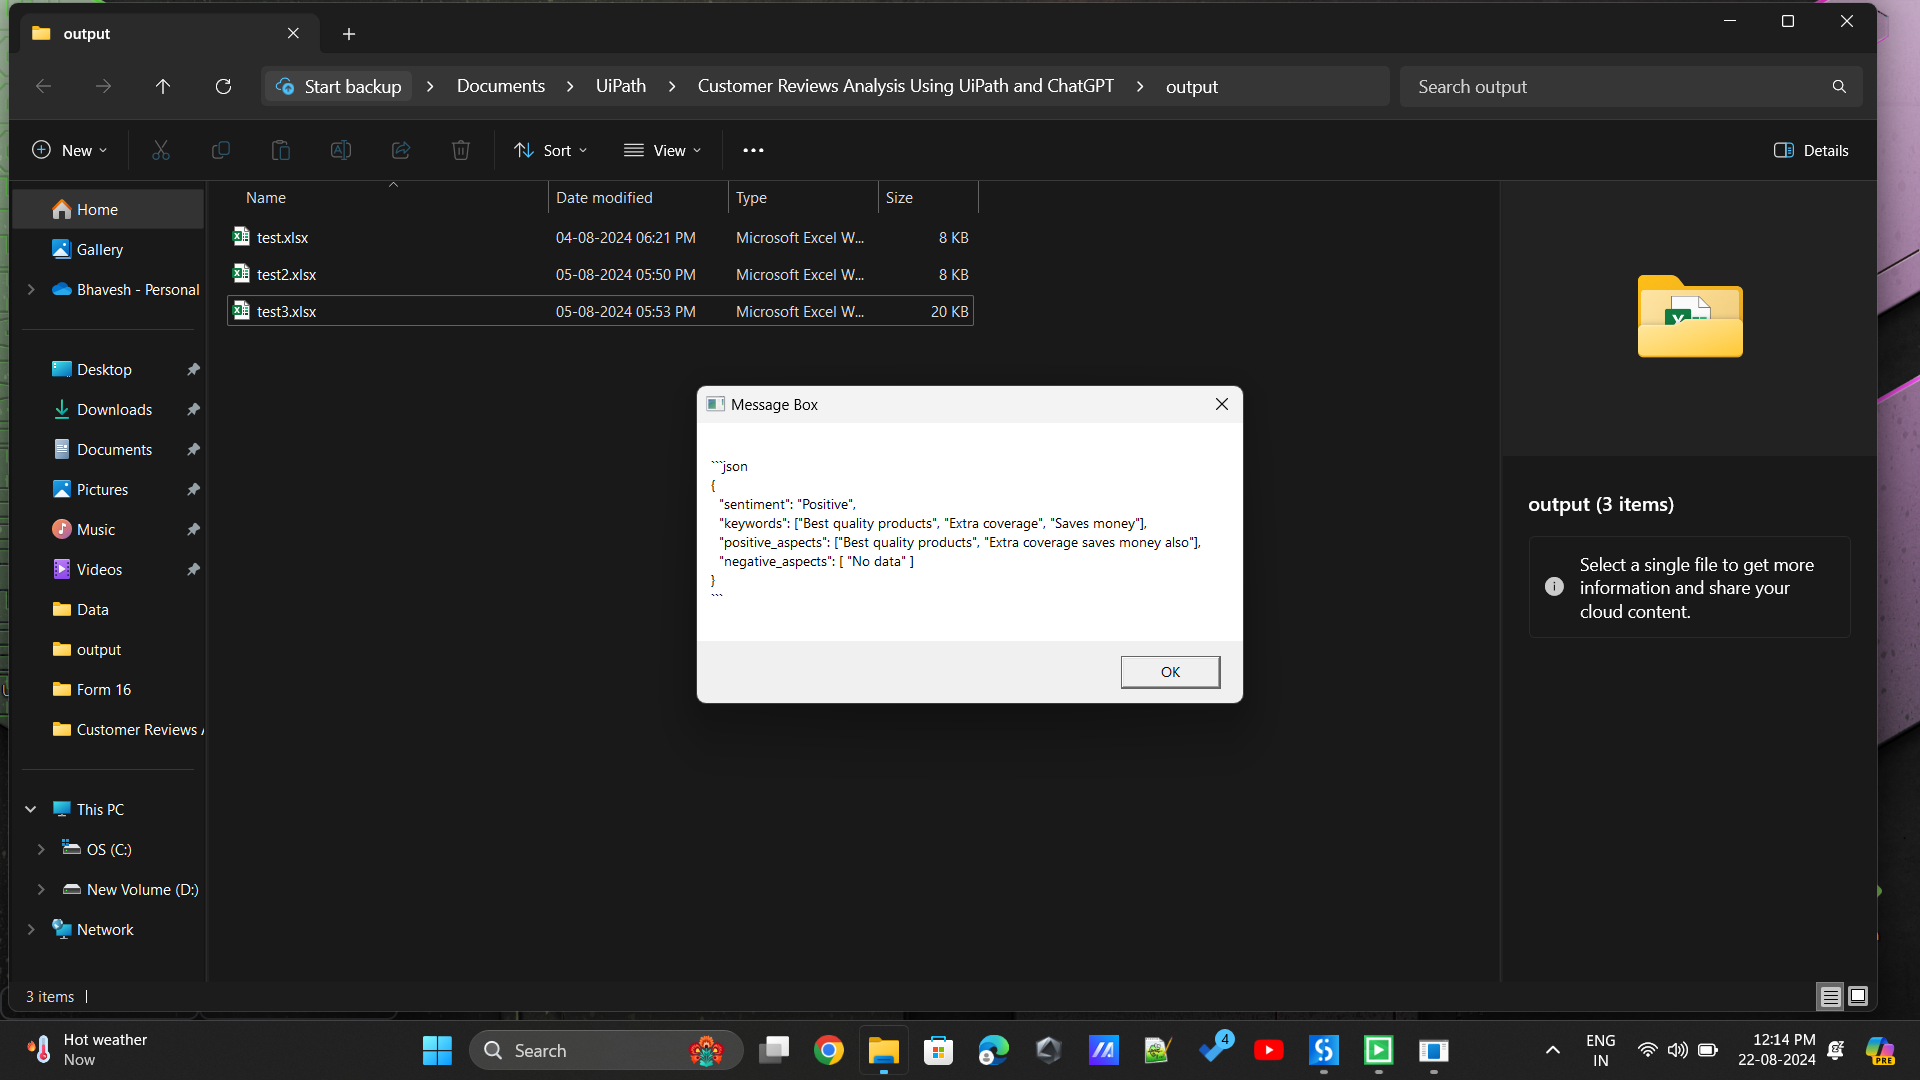 output
Start backup
Documents
UiPath
Customer Reviews Analysis Using UiPath and ChatGPT
output
Search output
New
Sort
View
Details
Name
Date modified
Type
Size
test.xlsx 04-08-2024 06:21 PM Microsoft Excel W... 8 KB
test2.xlsx 05-08-2024 05:50 PM Microsoft Excel W... 8 KB
test3.xlsx 05-08-2024 05:53 PM Microsoft Excel W... 20 KB
Home
Gallery
Bhavesh - Personal
Desktop
Downloads
Documents
Pictures
Music
Videos
Data
output
Form 16
Customer Reviews A
This PC
OS (C:)
New Volume (D:)
Network
Message Box
```json
{
"sentiment": "Positive",
"keywords": ["Best quality products", "Extra coverage", "Saves money"],
"positive_aspects": ["Best quality products", "Extra coverage saves money also"],
"negative_aspects": [ "No data" ]
}
```
OK
output (3 items)
Select a single file to get more
information and share your
cloud content.
3 items
Hot weather
Now
Search
4
ENG
IN
12:14 PM
22-08-2024
PRE